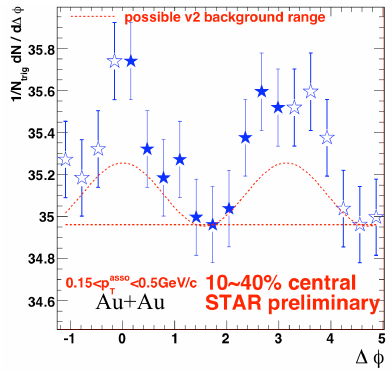 possible v2 background range
1/N_trig dN / dΔ φ
35.8
35.6
35.4
35.2
35
34.8
34.6
0.15<p_T^asso<0.5GeV/c
Au+Au
10~40% central
STAR preliminary
-1 0 1 2 3 4 5
Δ φ